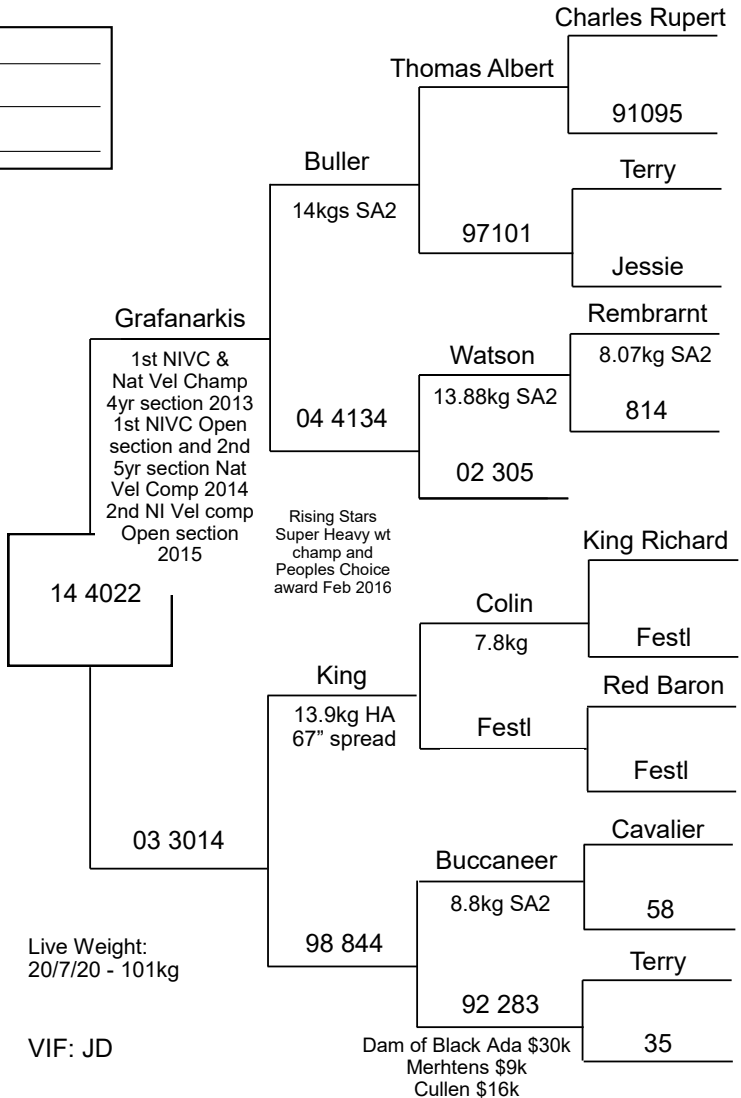 Charles Rupert
Thomas Albert
91095
Buller
14kgs SA2
Terry
97101
Jessie
Grafanarkis
1st NIVC &
Nat Vel Champ
4yr section 2013
1st NIVC Open
section and 2nd
5yr section Nat
Vel Comp 2014
2nd NI Vel comp
Open section
2015
Rembrarnt
8.07kg SA2
Watson
13.88kg SA2
814
04 4134
02 305
Rising Stars
Super Heavy wt
champ and
Peoples Choice
award Feb 2016
14 4022
King Richard
Colin
7.8kg
Festl
King
13.9kg HA
67” spread
Red Baron
Festl
Festl
03 3014
Cavalier
Buccaneer
8.8kg SA2
58
98 844
Terry
92 283
35
Dam of Black Ada $30k
Merhtens $9k
Cullen $16k
Live Weight:
20/7/20 - 101kg
VIF: JD